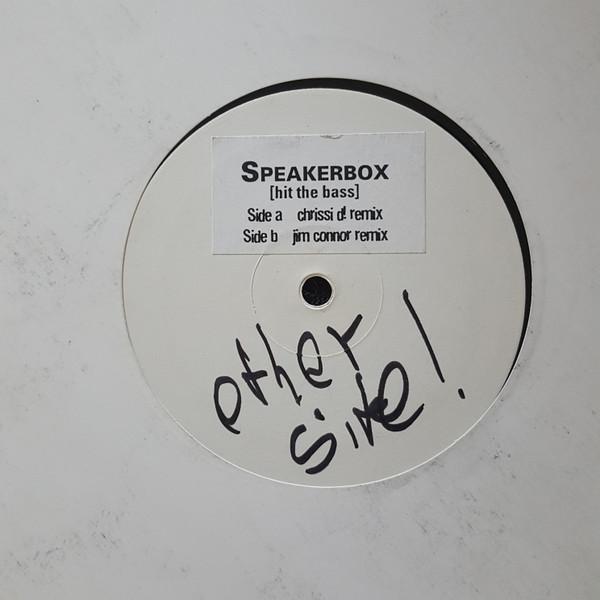 SPEAKERBOX
[hit the bass]
Side a chrissi d! remix
Side b jim connor remix
other
side!